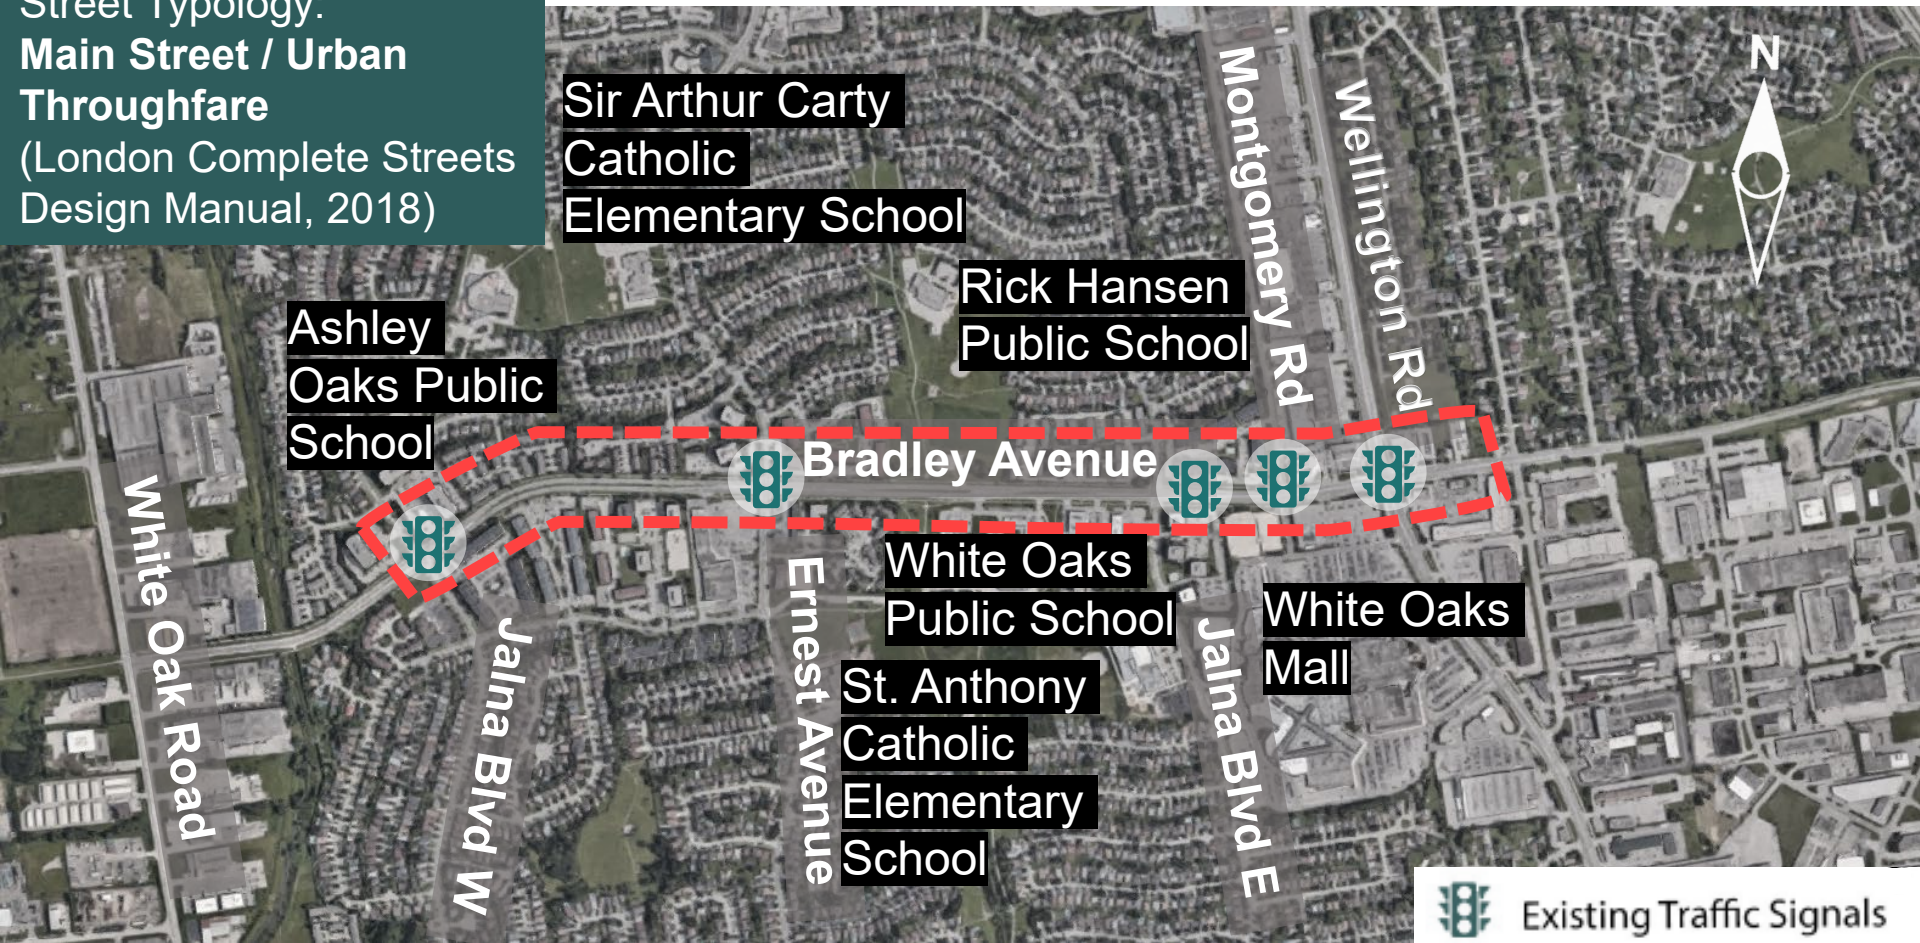 Street Typology:
Main Street / Urban
Throughfare
(London Complete Streets
Design Manual, 2018)
Sir Arthur Carty
Catholic
Elementary School
Montgomery Rd
Wellington Rd
N
Rick Hansen
Public School
Ashley
Oaks Public
School
Bradley Avenue
White Oak Road
Jalna Blvd W
Ernest Avenue
White Oaks
Public School
St. Anthony
Catholic
Elementary
School
Jalna Blvd E
White Oaks
Mall
Existing Traffic Signals